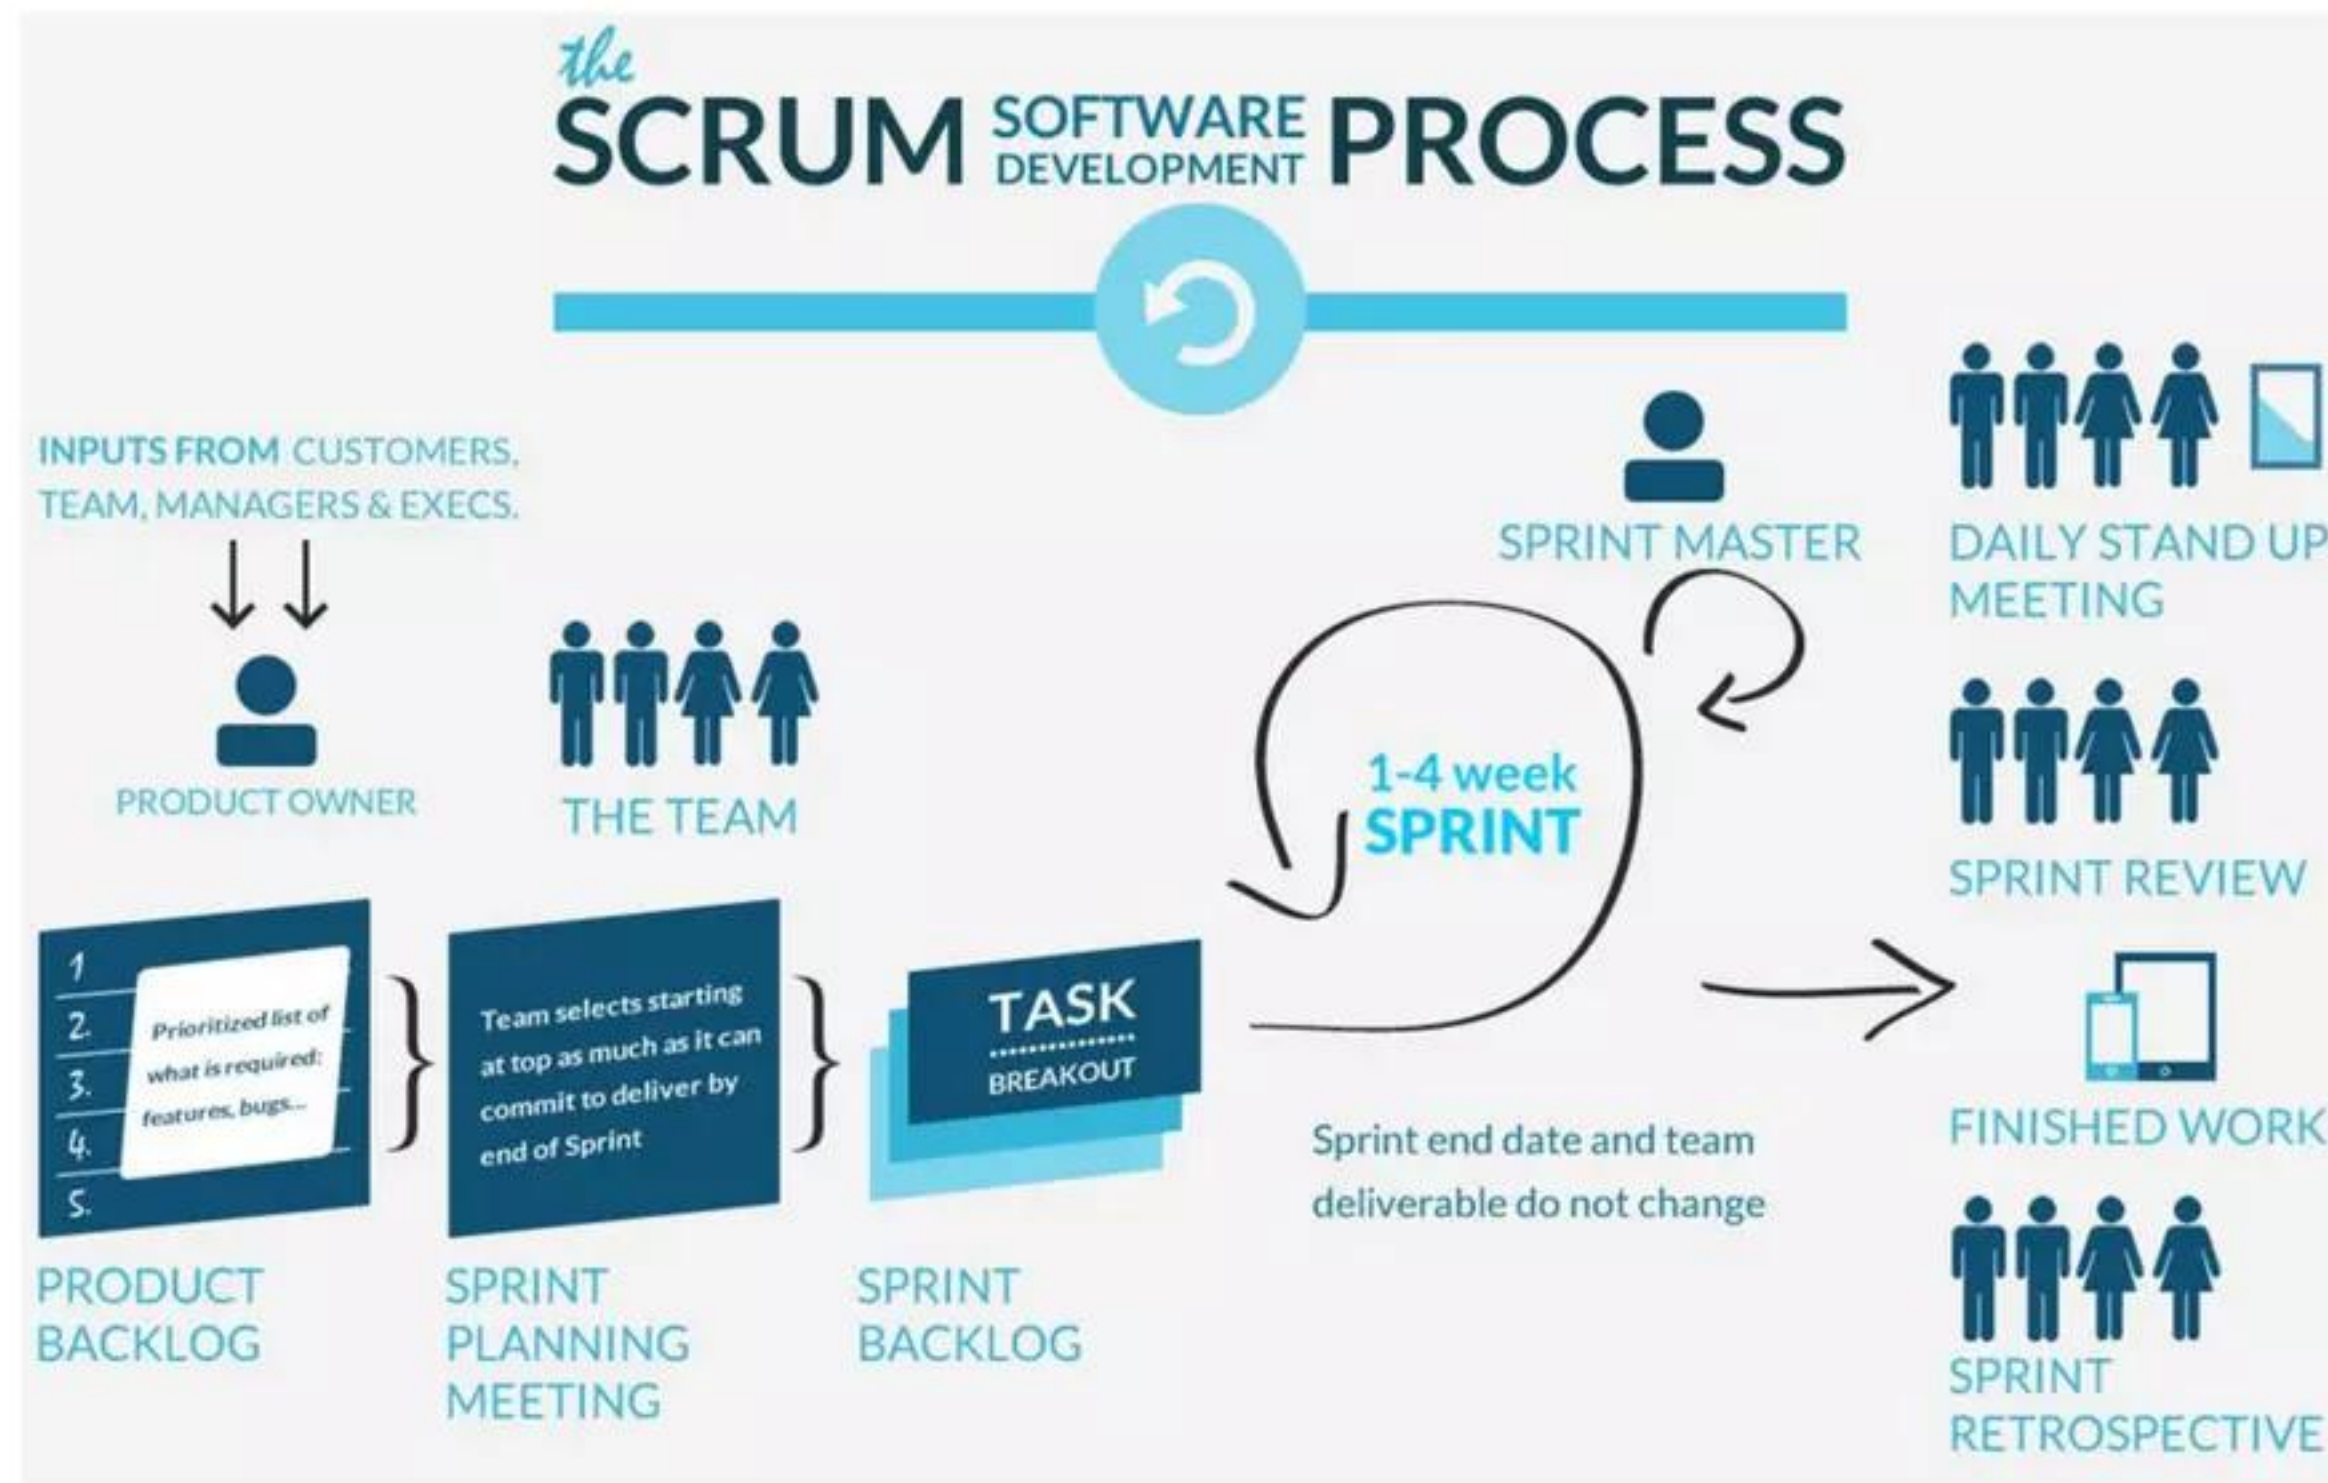 the
SCRUM SOFTWARE DEVELOPMENT PROCESS
INPUTS FROM CUSTOMERS,
TEAM, MANAGERS & EXECS.
PRODUCT OWNER
THE TEAM
SPRINT MASTER
DAILY STAND UP
MEETING
1-4 week
SPRINT
SPRINT REVIEW
1
2.
3.
4.
5.
Prioritized list of
what is required:
features, bugs...
Team selects starting
at top as much as it can
commit to deliver by
end of Sprint
TASK
BREAKOUT
Sprint end date and team
deliverable do not change
FINISHED WORK
PRODUCT
BACKLOG
SPRINT
PLANNING
MEETING
SPRINT
BACKLOG
SPRINT
RETROSPECTIVE